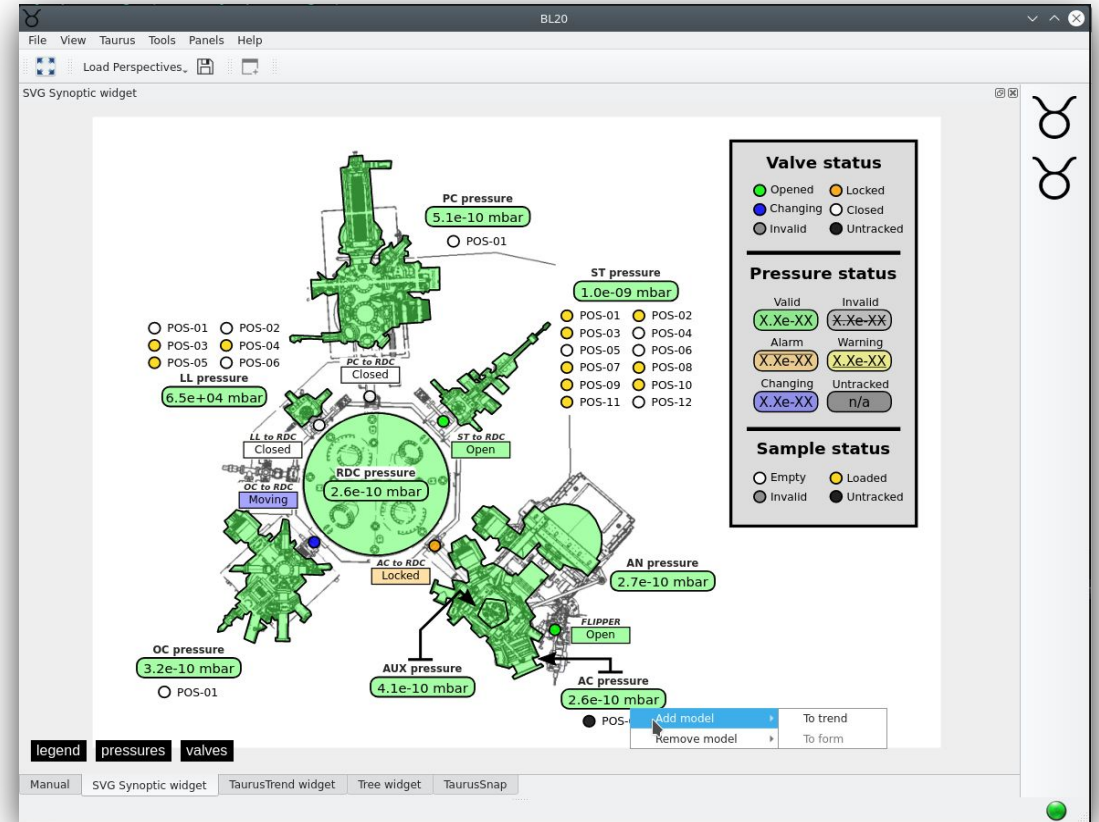 BL20
File View Taurus Tools Panels Help
Load Perspectives
SVG Synoptic widget
PC pressure
5.1e-10 mbar
POS-01
ST pressure
1.0e-09 mbar
POS-01 POS-02
POS-03 POS-04
POS-05 POS-06
POS-07 POS-08
POS-09 POS-10
POS-11 POS-12
POS-01 POS-02
POS-03 POS-04
POS-05 POS-06
LL pressure
6.5e+04 mbar
PC to RDC
Closed
LL to RDC
Closed
ST to RDC
Open
OC to RDC
Moving
RDC pressure
2.6e-10 mbar
AC to RDC
Locked
AN pressure
2.7e-10 mbar
FLIPPER
Open
OC pressure
3.2e-10 mbar
POS-01
AUX pressure
4.1e-10 mbar
AC pressure
2.6e-10 mbar
POS-
Add model
Remove model
To trend
To form
Valve status
Opened Locked
Changing Closed
Invalid Untracked
Pressure status
Valid Invalid
X.Xe-XX X.Xe-XX
Alarm Warning
X.Xe-XX X.Xe-XX
Changing Untracked
X.Xe-XX n/a
Sample status
Empty Loaded
Invalid Untracked
legend pressures valves
Manual SVG Synoptic widget TaurusTrend widget Tree widget TaurusSnap